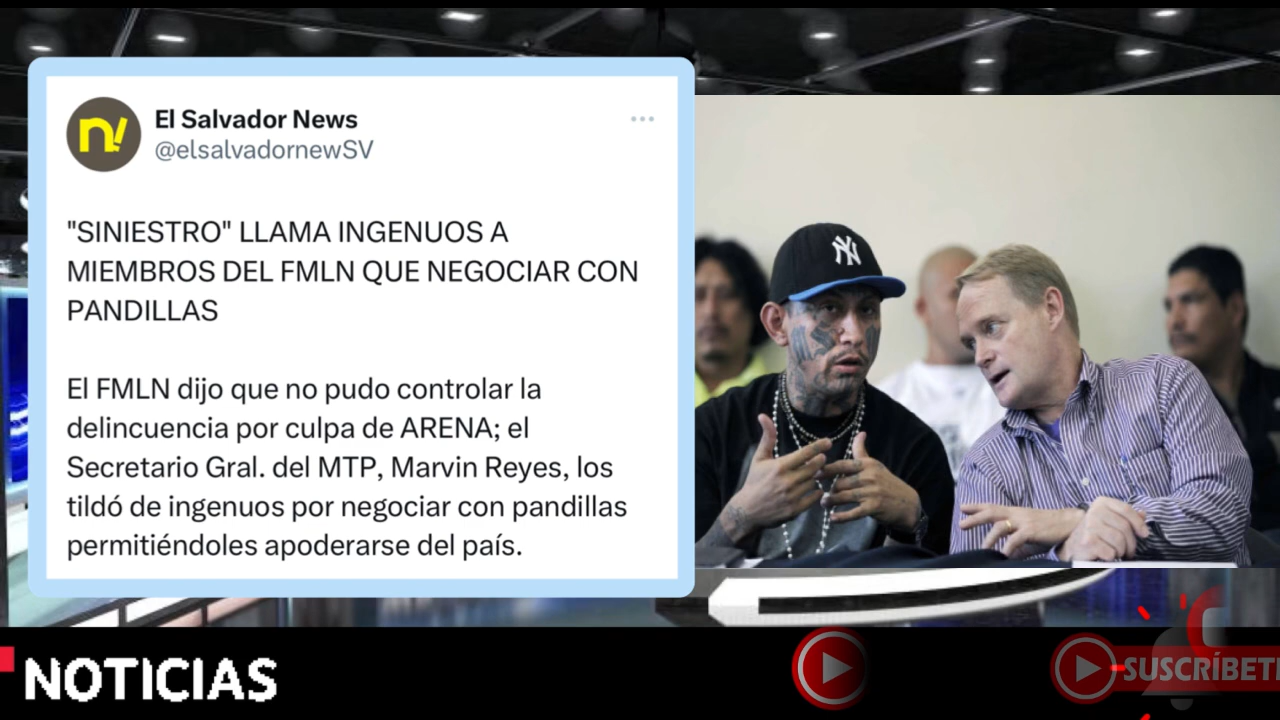 n!
El Salvador News
@elsalvadornewSV
"SINIESTRO" LLAMA INGENUOS A
MIEMBROS DEL FMLN QUE NEGOCIAR CON
PANDILLAS
El FMLN dijo que no pudo controlar la
delincuencia por culpa de ARENA; el
Secretario Gral. del MTP, Marvin Reyes, los
tildó de ingenuos por negociar con pandillas
permitiéndoles apoderarse del país.
NY
NOTICIAS
SUSCRÍBETE